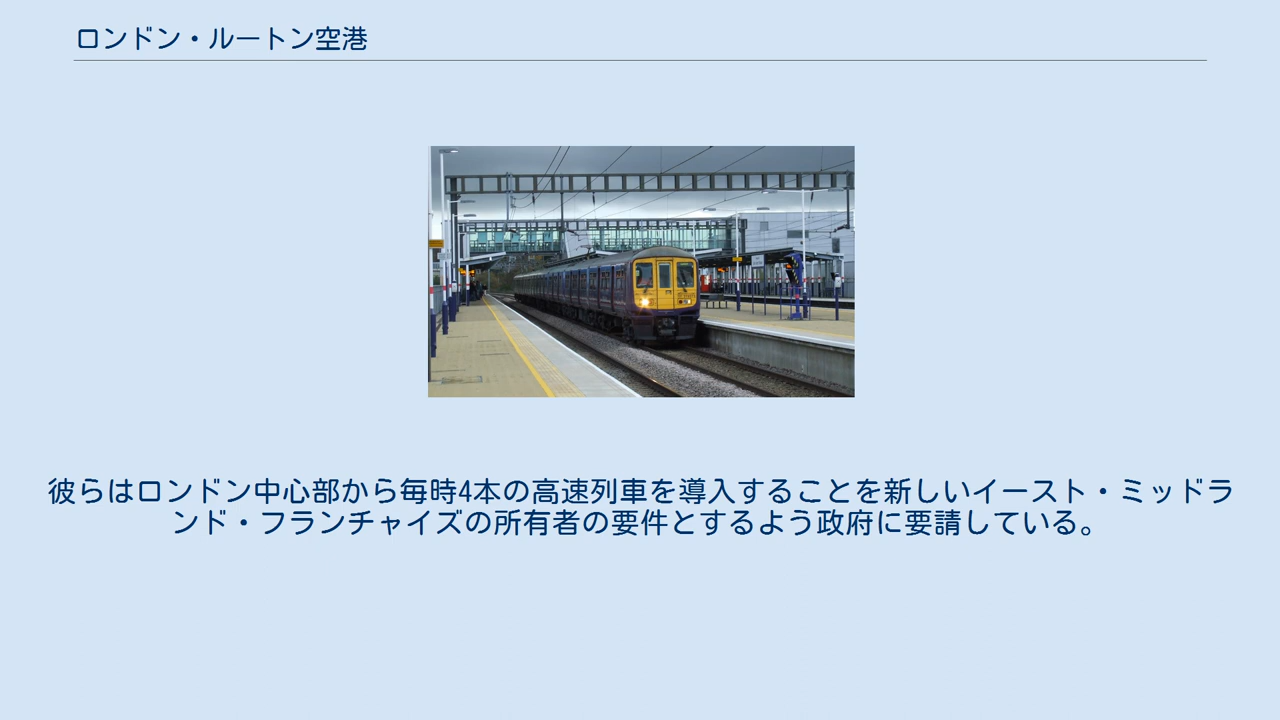 ロンドン・ルートン空港
彼らはロンドン中心部から毎時4本の高速列車を導入することを新しいイースト・ミッドラ
ンド・フランチャイズの所有者の要件とするよう政府に要請している。